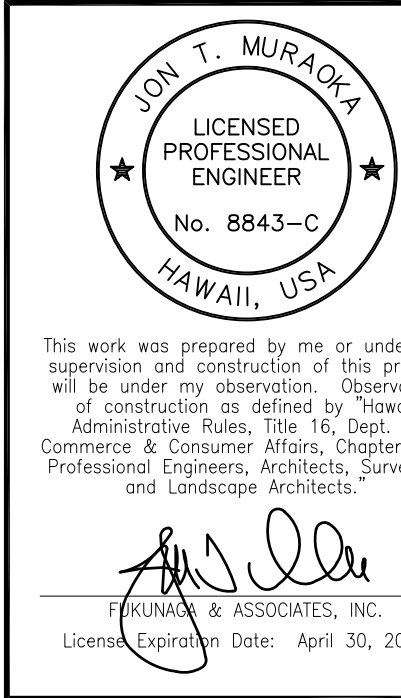 JON T. MURAOKA
LICENSED
PROFESSIONAL
ENGINEER
No. 8843-C
HAWAII, USA
This work was prepared by me or unde
supervision and construction of this pr
will be under my observation. Observa
of construction as defined by "Hawa
Administrative Rules, Title 16, Dept.
Commerce & Consumer Affairs, Chapter
Professional Engineers, Architects, Surve
and Landscape Architects."
FUKUNAGA & ASSOCIATES, INC.
License Expiration Date: April 30, 20